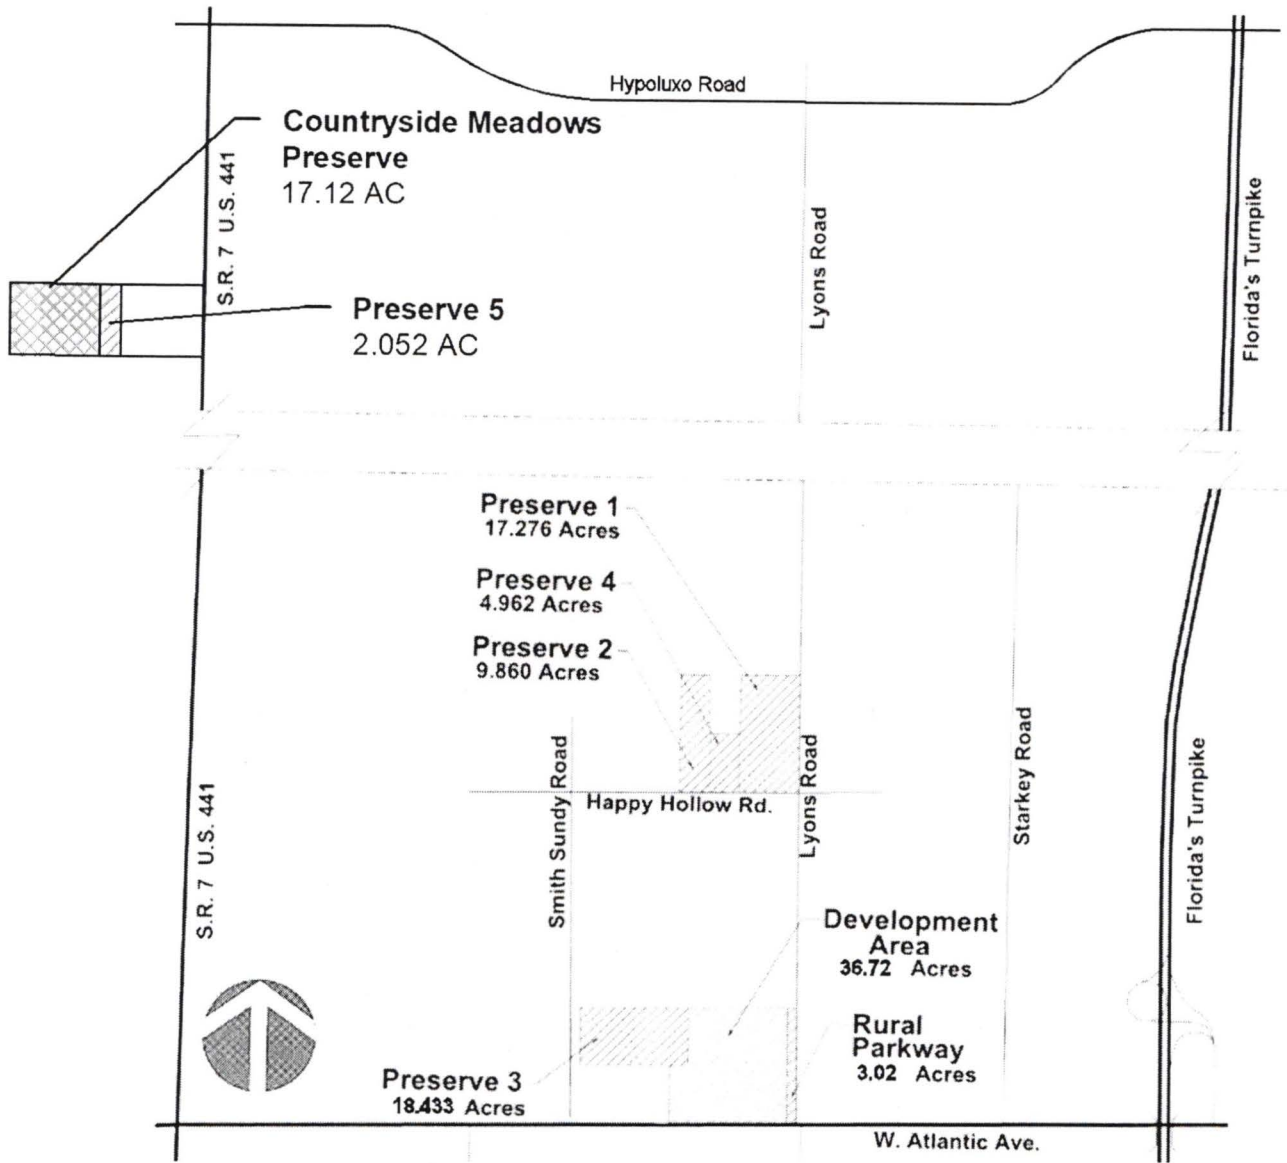 Hypoluxo Road
Countryside Meadows
Preserve
17.12 AC
S.R. 7 U.S. 441
Lyons Road
Florida's Turnpike
Preserve 5
2.052 AC
Preserve 1
17.276 Acres
Preserve 4
4.962 Acres
Preserve 2
9.860 Acres
Smith Sundy Road
Happy Hollow Rd.
Lyons Road
Starkey Road
Florida's Turnpike
S.R. 7 U.S. 441
Development
Area
36.72 Acres
Rural
Parkway
3.02 Acres
Preserve 3
18.433 Acres
W. Atlantic Ave.